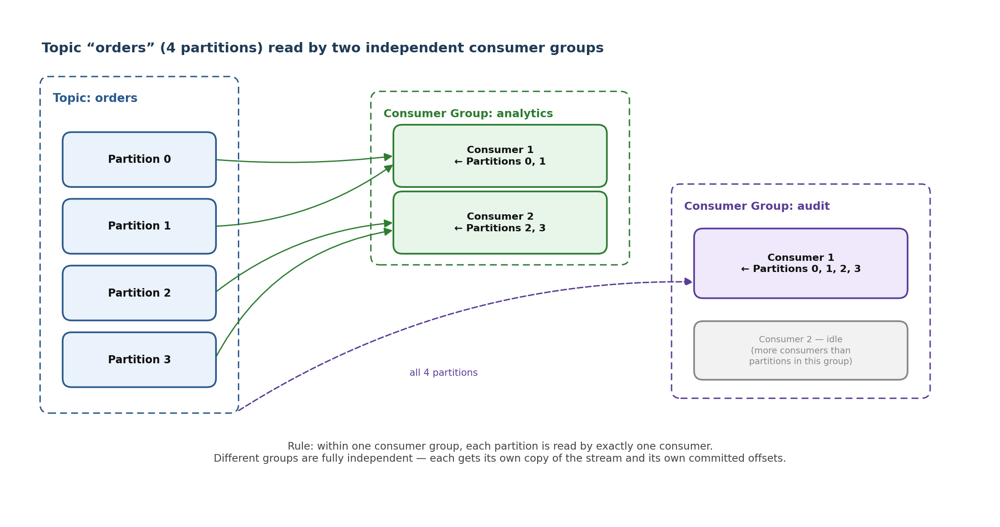 Topic “orders” (4 partitions) read by two independent consumer groups
Topic: orders
Partition 0
Partition 1
Partition 2
Partition 3
Consumer Group: analytics
Consumer 1
← Partitions 0, 1
Consumer 2
← Partitions 2, 3
Consumer Group: audit
Consumer 1
← Partitions 0, 1, 2, 3
Consumer 2 — idle
(more consumers than
partitions in this group)
all 4 partitions
Rule: within one consumer group, each partition is read by exactly one consumer.
Different groups are fully independent — each gets its own copy of the stream and its own committed offsets.